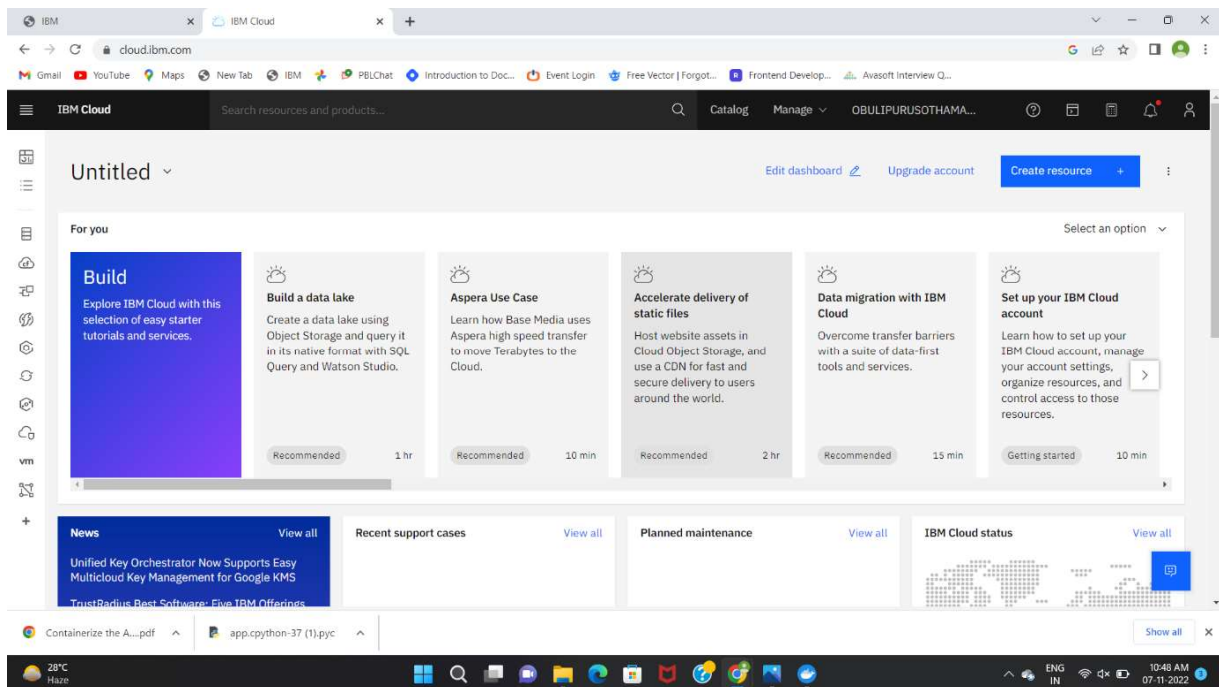 IBM
IBM Cloud
cloud.ibm.com
Gmail
YouTube
Maps
New Tab
IBM
PBLChat
Introduction to Doc...
Event Login
Free Vector | Forgot...
Frontend Develop...
Avasoft Interview Q...
IBM Cloud
Search resources and products...
Catalog
Manage
OBULIPURUSOTHAMA...
Untitled
Edit dashboard
Upgrade account
Create resource +
For you
Select an option
Build
Explore IBM Cloud with this
selection of easy starter
tutorials and services.
Build a data lake
Create a data lake using
Object Storage and query it
in its native format with SQL
Query and Watson Studio.
Recommended
1 hr
Aspera Use Case
Learn how Base Media uses
Aspera high speed transfer
to move Terabytes to the
Cloud.
Recommended
10 min
Accelerate delivery of
static files
Host website assets in
Cloud Object Storage, and
use a CDN for fast and
secure delivery to users
around the world.
Recommended
2 hr
Data migration with IBM
Cloud
Overcome transfer barriers
with a suite of data-first
tools and services.
Recommended
15 min
Set up your IBM Cloud
account
Learn how to set up your
IBM Cloud account, manage
your account settings,
organize resources, and
control access to those
resources.
Getting started
10 min
vm
News
View all
Unified Key Orchestrator Now Supports Easy
Multicloud Key Management for Google KMS
TrustRadius Best Software: Five IBM Offerings
Recent support cases
View all
Planned maintenance
View all
IBM Cloud status
View all
Containerize the A....pdf
app.cpython-37 (1).pyc
Show all
28°C
Haze
ENG
IN
10:48 AM
07-11-2022
3